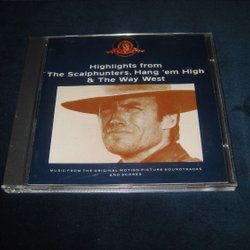 Highlights from
The Scalphunters, Hang 'em High
& The Way West
MUSIC FROM THE ORIGINAL MOTION PICTURE SOUNDTRACKS
AND SCORES